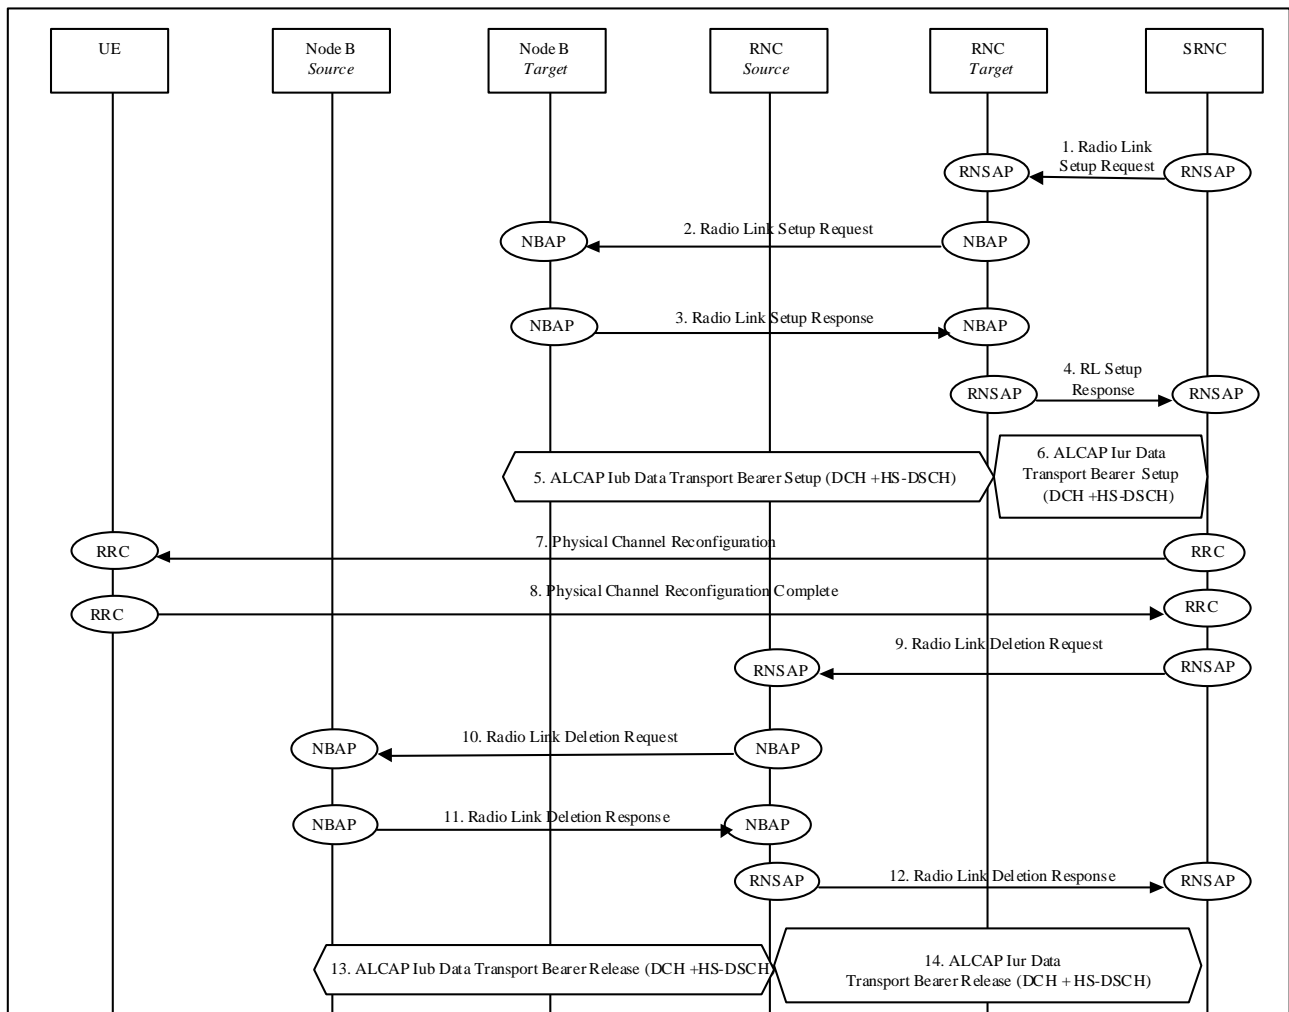 UE
Node B
Source
Node B
Target
RNC
Source
RNC
Target
SRNC
1. Radio Link
Setup Request
RNSAP
RNSAP
2. Radio Link Setup Request
NBAP
NBAP
3. Radio Link Setup Response
NBAP
NBAP
4. RL Setup
Response
RNSAP
RNSAP
5. ALCAP Iub Data Transport Bearer Setup (DCH +HS-DSCH)
6. ALCAP Iur Data
Transport Bearer Setup
(DCH +HS-DSCH)
7. Physical Channel Reconfiguration
RRC
RRC
8. Physical Channel Reconfiguration Complete
RRC
RRC
9. Radio Link Deletion Request
RNSAP
RNSAP
10. Radio Link Deletion Request
NBAP
NBAP
11. Radio Link Deletion Response
NBAP
NBAP
12. Radio Link Deletion Response
RNSAP
RNSAP
13. ALCAP Iub Data Transport Bearer Release (DCH +HS-DSCH)
14. ALCAP Iur Data
Transport Bearer Release (DCH + HS-DSCH)